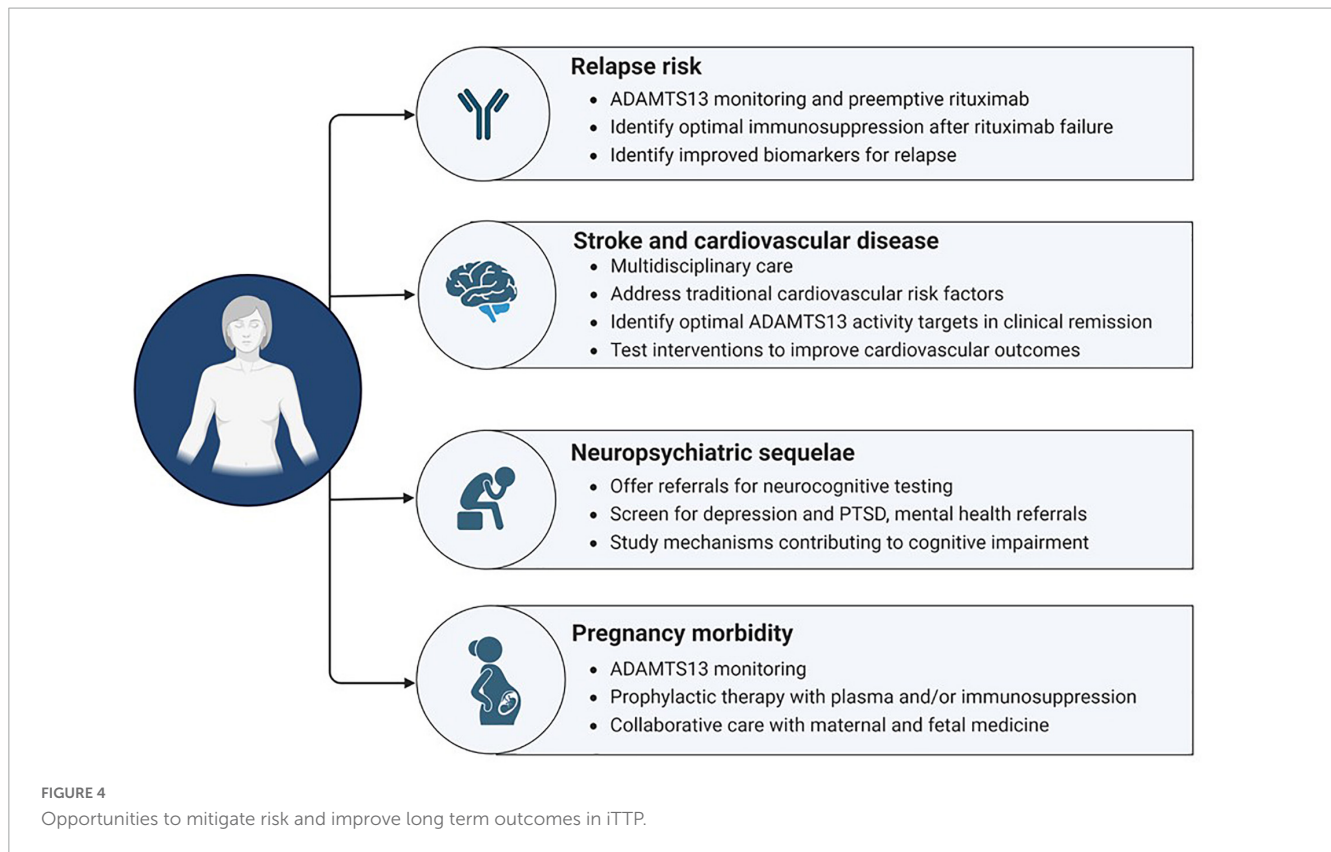 Relapse risk
• ADAMTS13 monitoring and preemptive rituximab
• Identify optimal immunosuppression after rituximab failure
• Identify improved biomarkers for relapse
Stroke and cardiovascular disease
• Multidisciplinary care
• Address traditional cardiovascular risk factors
• Identify optimal ADAMTS13 activity targets in clinical remission
• Test interventions to improve cardiovascular outcomes
Neuropsychiatric sequelae
• Offer referrals for neurocognitive testing
• Screen for depression and PTSD, mental health referrals
• Study mechanisms contributing to cognitive impairment
Pregnancy morbidity
• ADAMTS13 monitoring
• Prophylactic therapy with plasma and/or immunosuppression
• Collaborative care with maternal and fetal medicine
FIGURE 4
Opportunities to mitigate risk and improve long term outcomes in iTTP.